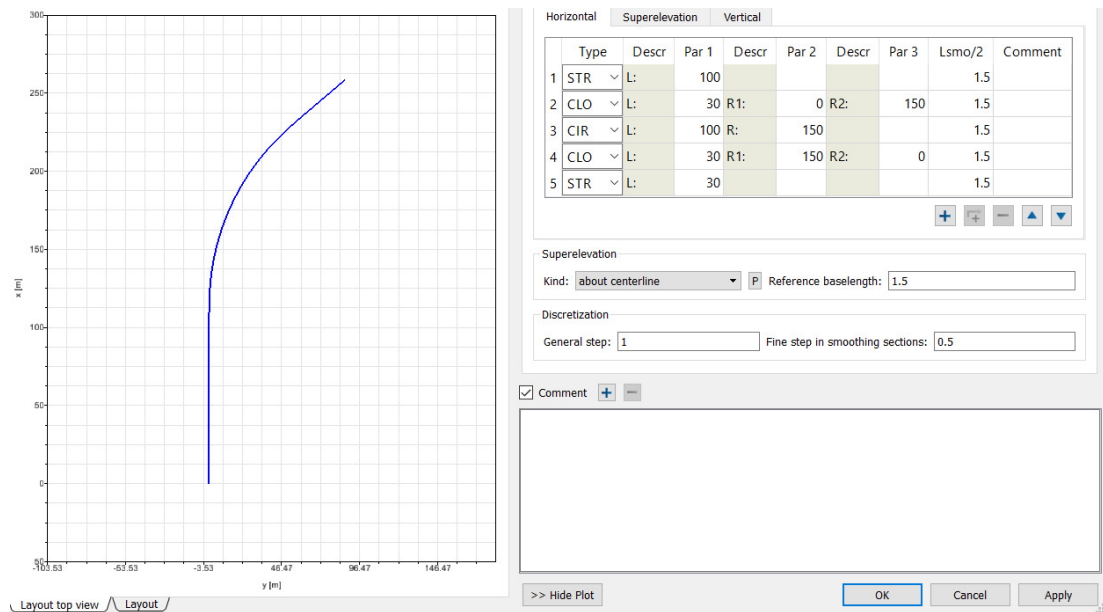 300
250
200
150
100
50
0
50
-103.53 -53.53 -3.53 46.47 96.47 146.47
x [m]
y [m]
Layout top view Layout
Horizontal Superelevation Vertical
Type Descr Par 1 Descr Par 2 Descr Par 3 Lsmo/2 Comment
1 STR L: 100 1.5
2 CLO L: 30 R1: 0 R2: 150 1.5
3 CIR L: 100 R: 150 1.5
4 CLO L: 30 R1: 150 R2: 0 1.5
5 STR L: 30 1.5
Superelevation
Kind: about centerline P Reference baselength: 1.5
Discretization
General step: 1 Fine step in smoothing sections: 0.5
Comment
>> Hide Plot OK Cancel Apply